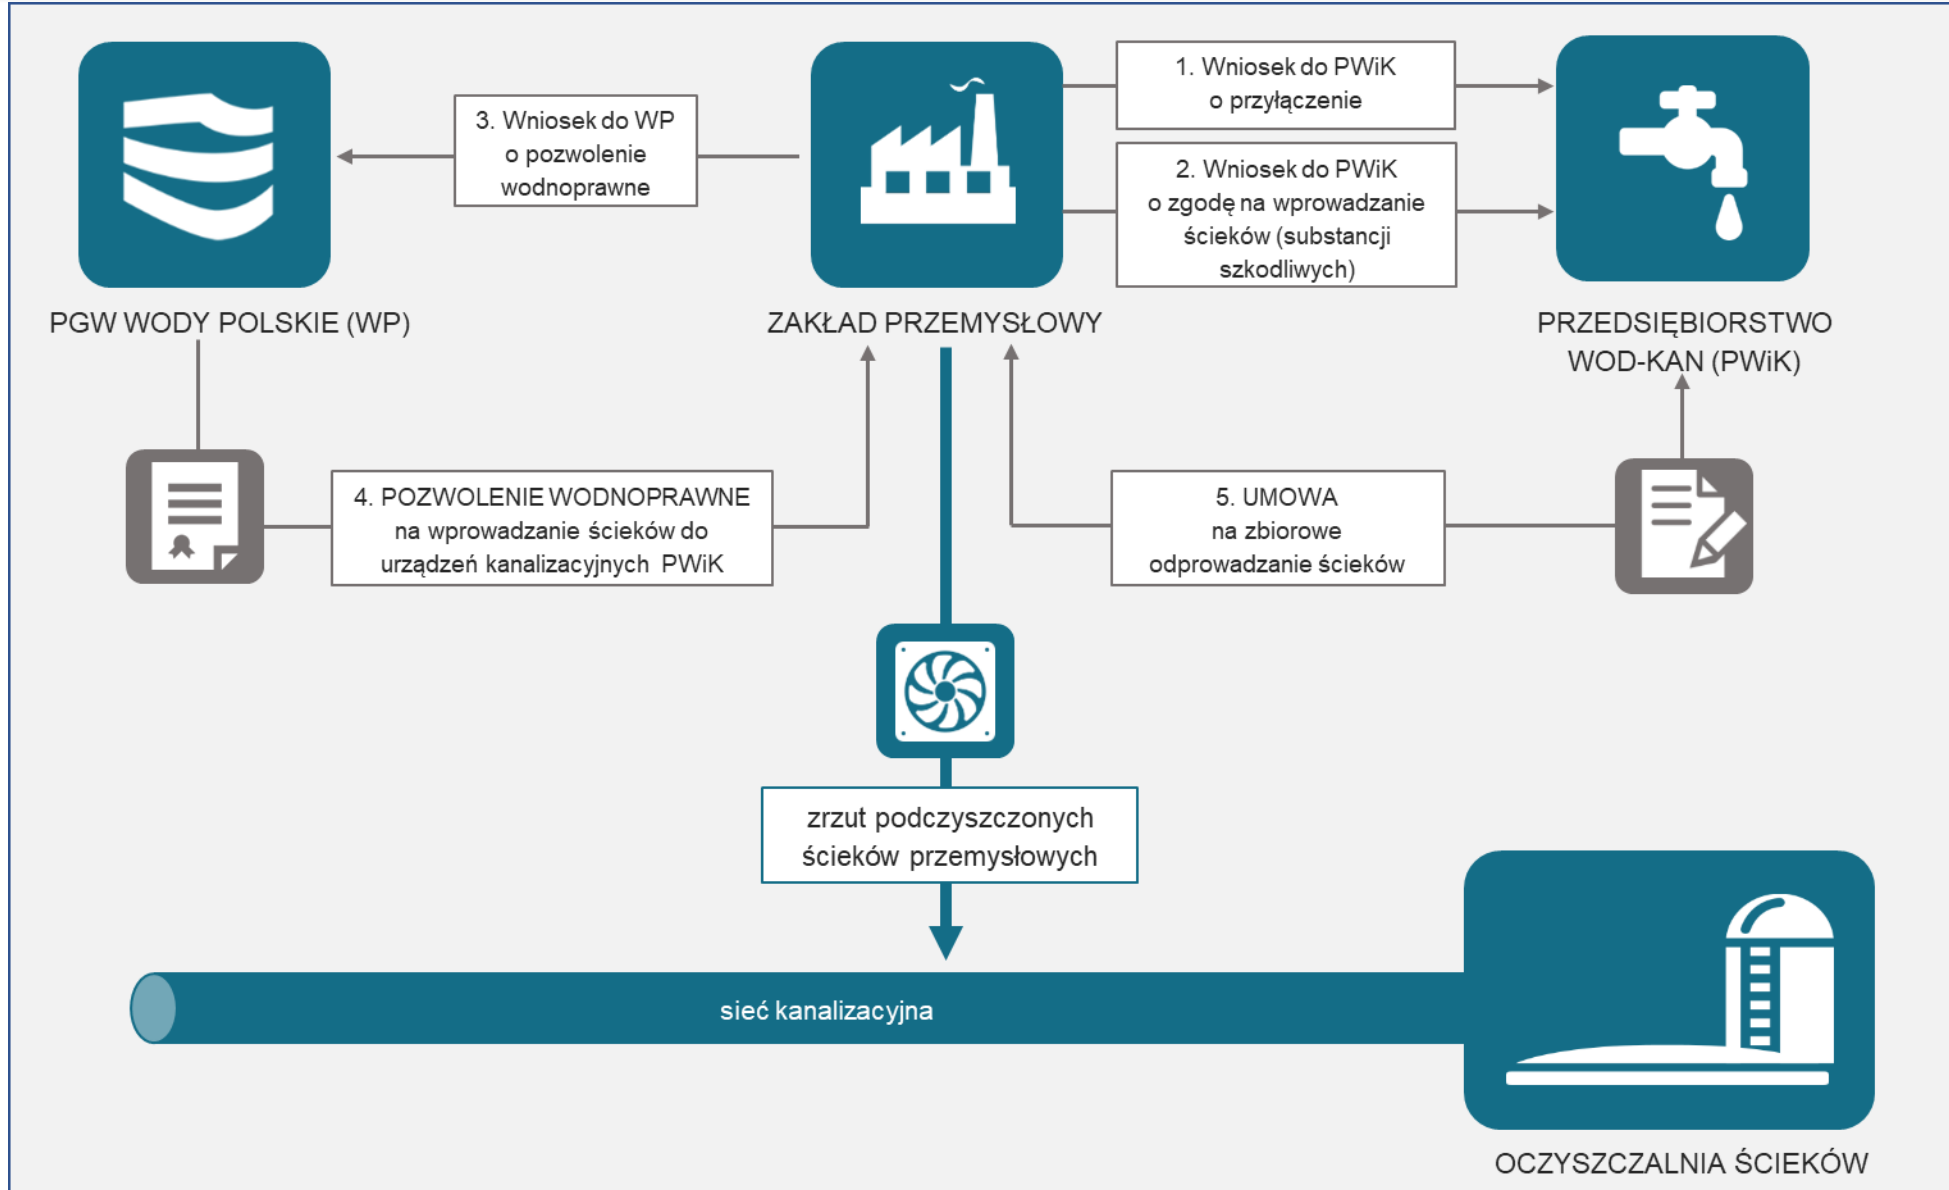 1. Wniosek do PWiK
o przyłączenie
3. Wniosek do WP
o pozwolenie
wodnoprawne
2. Wniosek do PWiK
o zgodę na wprowadzanie
ścieków (substancji
szkodliwych)
PGW WODY POLSKIE (WP)
ZAKŁAD PRZEMYSŁOWY
PRZEDSIĘBIORSTWO
WOD-KAN (PWiK)
4. POZWOLENIE WODNOPRAWNE
na wprowadzanie ścieków do
urządzeń kanalizacyjnych PWiK
5. UMOWA
na zbiorowe
odprowadzanie ścieków
zrzut podczyszczonych
ścieków przemysłowych
sieć kanalizacyjna
OCZYSZCZALNIA ŚCIEKÓW